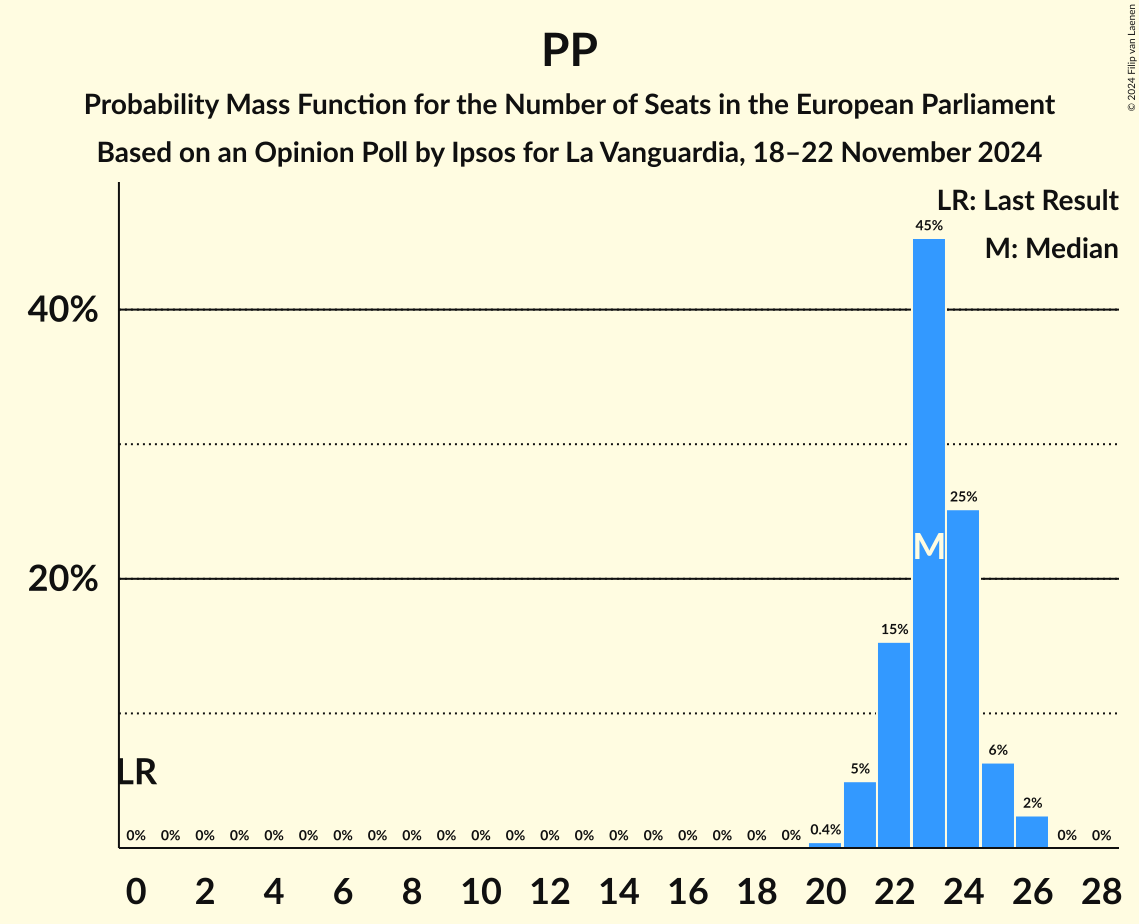 PP
Probability Mass Function for the Number of Seats in the European Parliament
Based on an Opinion Poll by Ipsos for La Vanguardia, 18–22 November 2024
© 2024 Filip van Laenen
LR: Last Result
M: Median
45%
40%
25%
M
20%
15%
LR
6%
5%
2%
0% 0% 0% 0% 0% 0% 0% 0% 0% 0% 0% 0% 0% 0% 0% 0% 0% 0% 0% 0% 0.4% 0% 0%
0 2 4 6 8 10 12 14 16 18 20 22 24 26 28